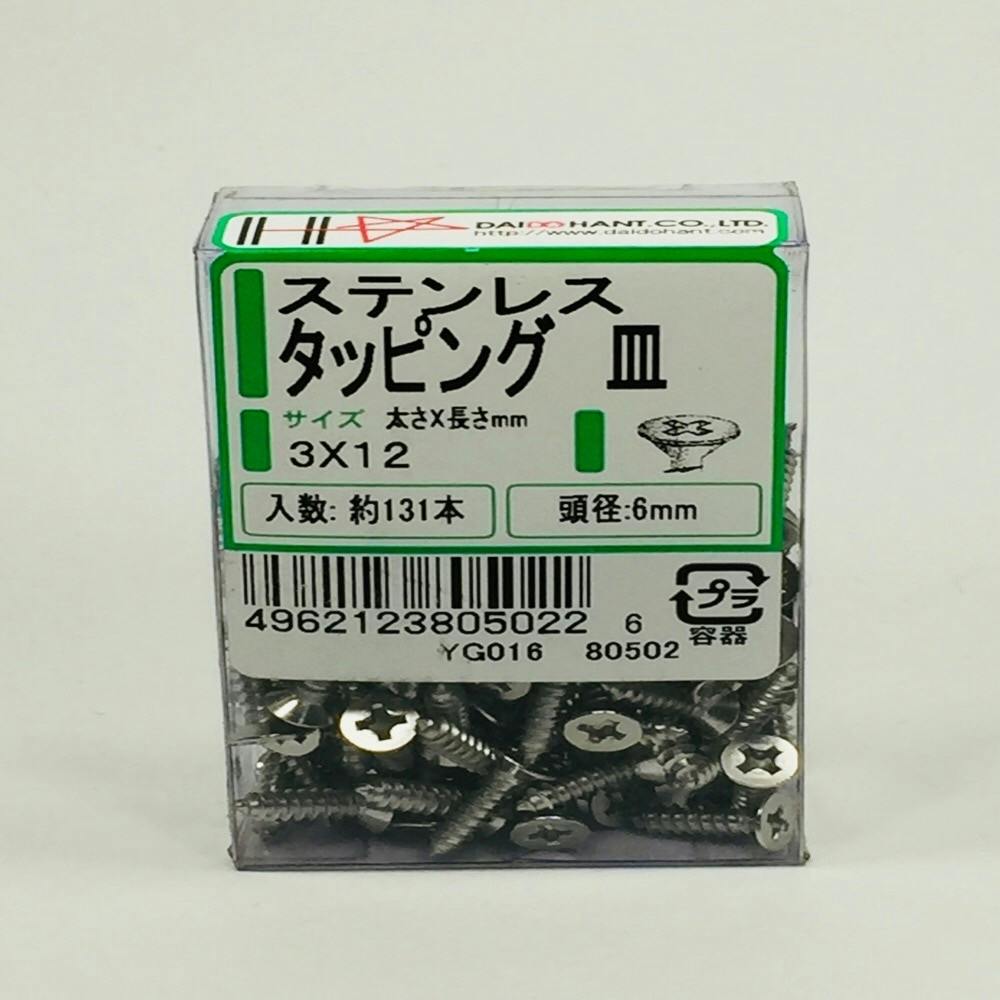 DAIDOHANT.CO.,LTD.
http://www.daidohant.com
ステンレス
タッピング 皿
サイズ 太さX長さmm
3X12
入数: 約131本 頭径:6mm
4962123805022 6
プラ
容器
YG016 80502